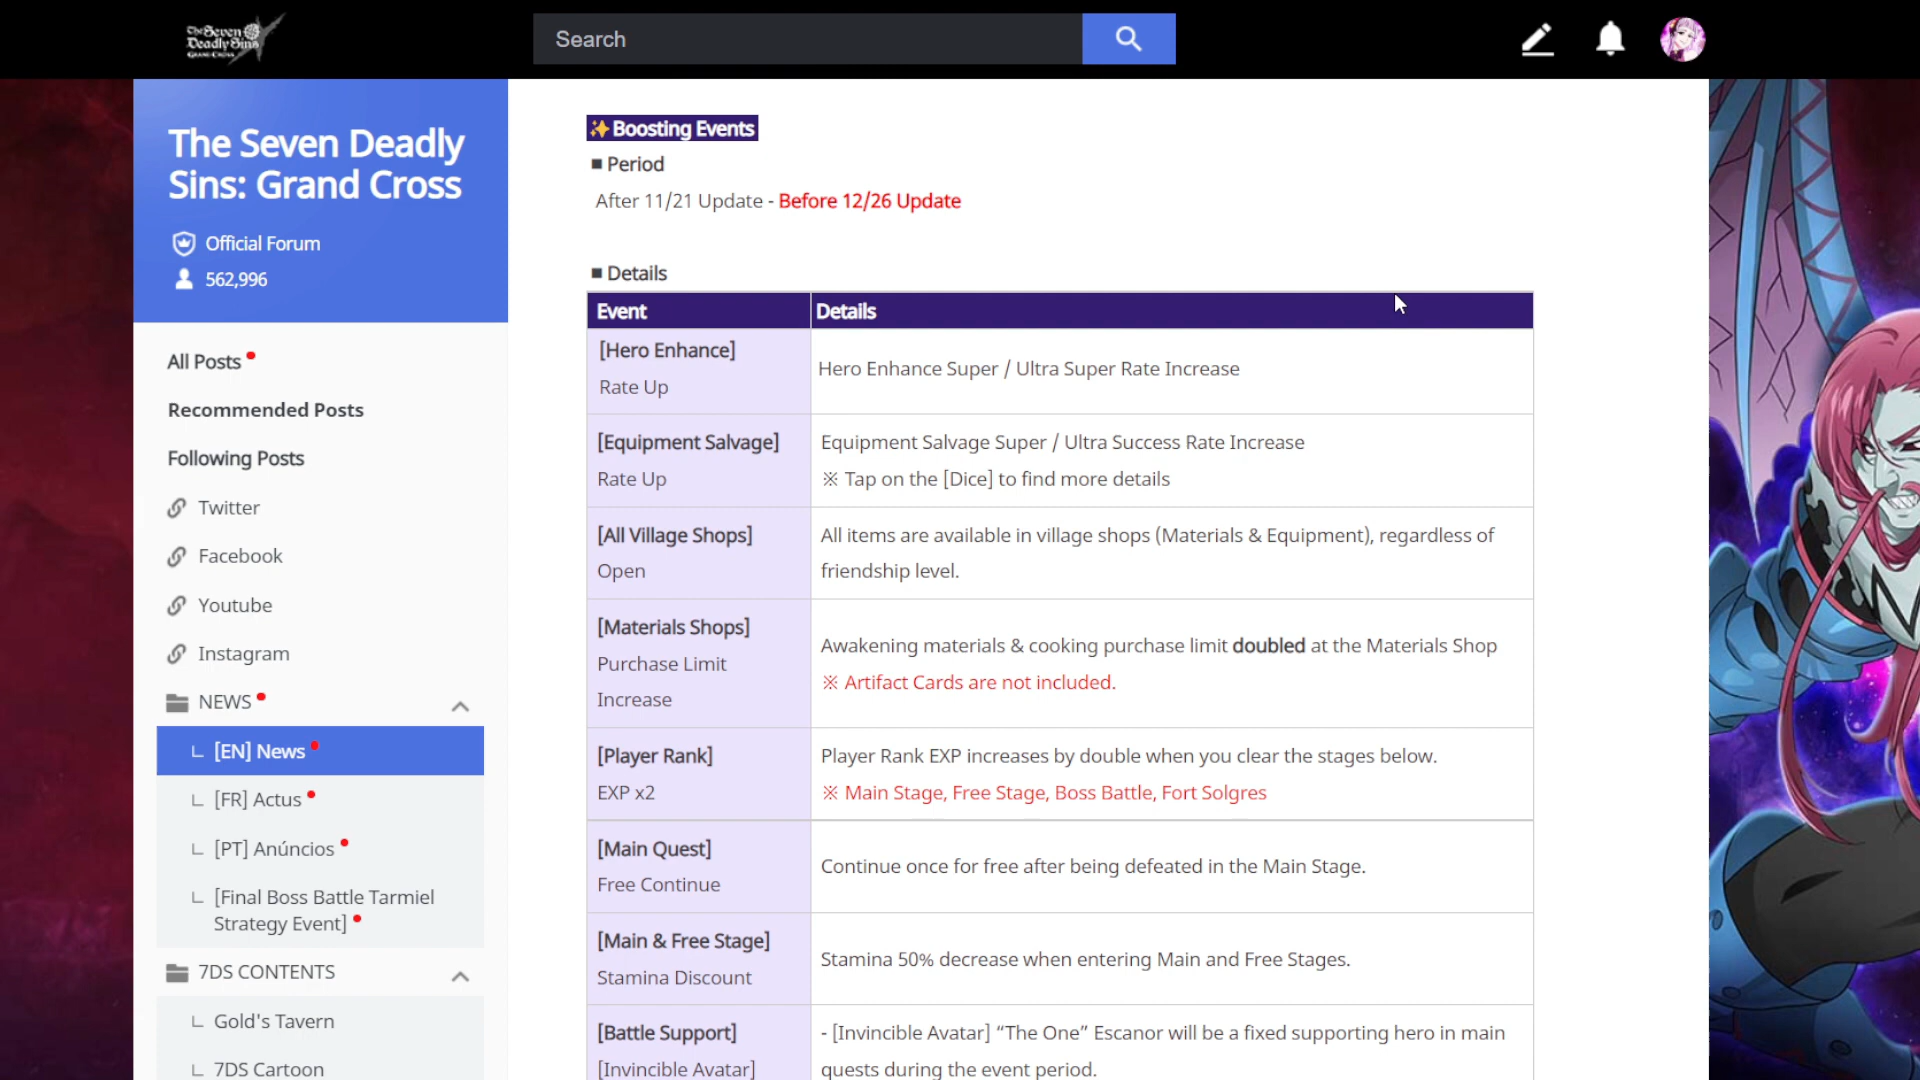 The Seven
Deadly Sins
GRAND CROSS
Search
The Seven Deadly
Sins: Grand Cross
Official Forum
562,996
All Posts
Recommended Posts
Following Posts
Twitter
Facebook
Youtube
Instagram
NEWS
[EN] News
[FR] Actus
[PT] Anúncios
[Final Boss Battle Tarmiel
Strategy Event]
7DS CONTENTS
Gold's Tavern
7DS Cartoon
✨Boosting Events
■ Period
After 11/21 Update - Before 12/26 Update
■ Details
Event Details
[Hero Enhance]
Rate Up
Hero Enhance Super / Ultra Super Rate Increase
[Equipment Salvage]
Rate Up
Equipment Salvage Super / Ultra Success Rate Increase
※ Tap on the [Dice] to find more details
[All Village Shops]
Open
All items are available in village shops (Materials & Equipment), regardless of
friendship level.
[Materials Shops]
Purchase Limit
Increase
Awakening materials & cooking purchase limit doubled at the Materials Shop
※ Artifact Cards are not included.
[Player Rank]
EXP x2
Player Rank EXP increases by double when you clear the stages below.
※ Main Stage, Free Stage, Boss Battle, Fort Solgres
[Main Quest]
Free Continue
Continue once for free after being defeated in the Main Stage.
[Main & Free Stage]
Stamina Discount
Stamina 50% decrease when entering Main and Free Stages.
[Battle Support]
[Invincible Avatar]
- [Invincible Avatar] “The One” Escanor will be a fixed supporting hero in main
quests during the event period.